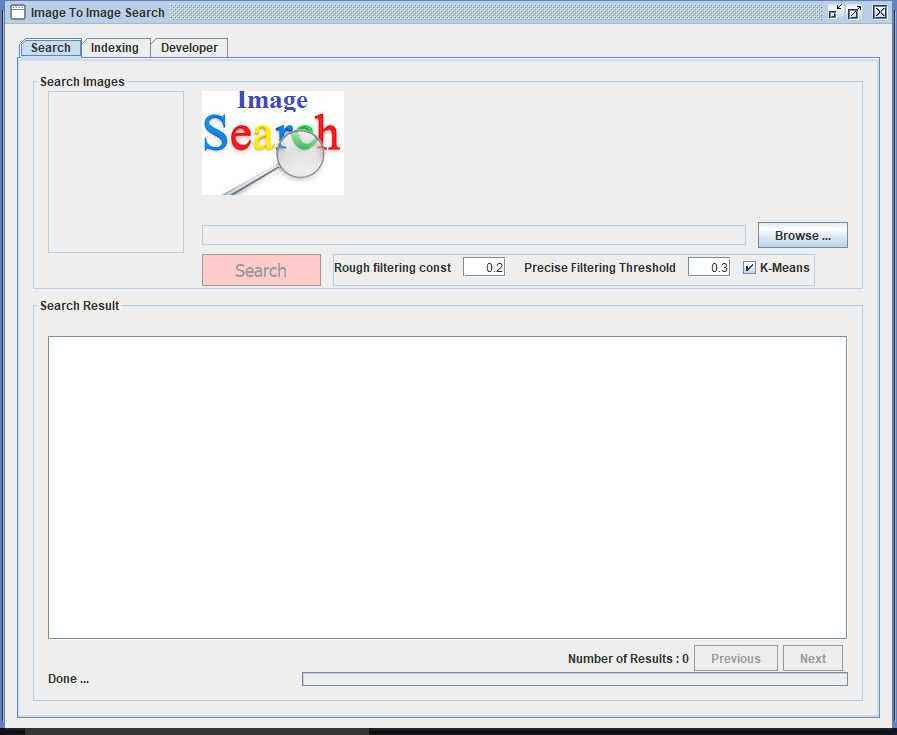 Image To Image Search
Search Indexing Developer
Search Images
Image
Search
Browse ...
Search Rough filtering const 0.2 Precise Filtering Threshold 0.3 K-Means
Search Result
Number of Results : 0 Previous Next
Done ...